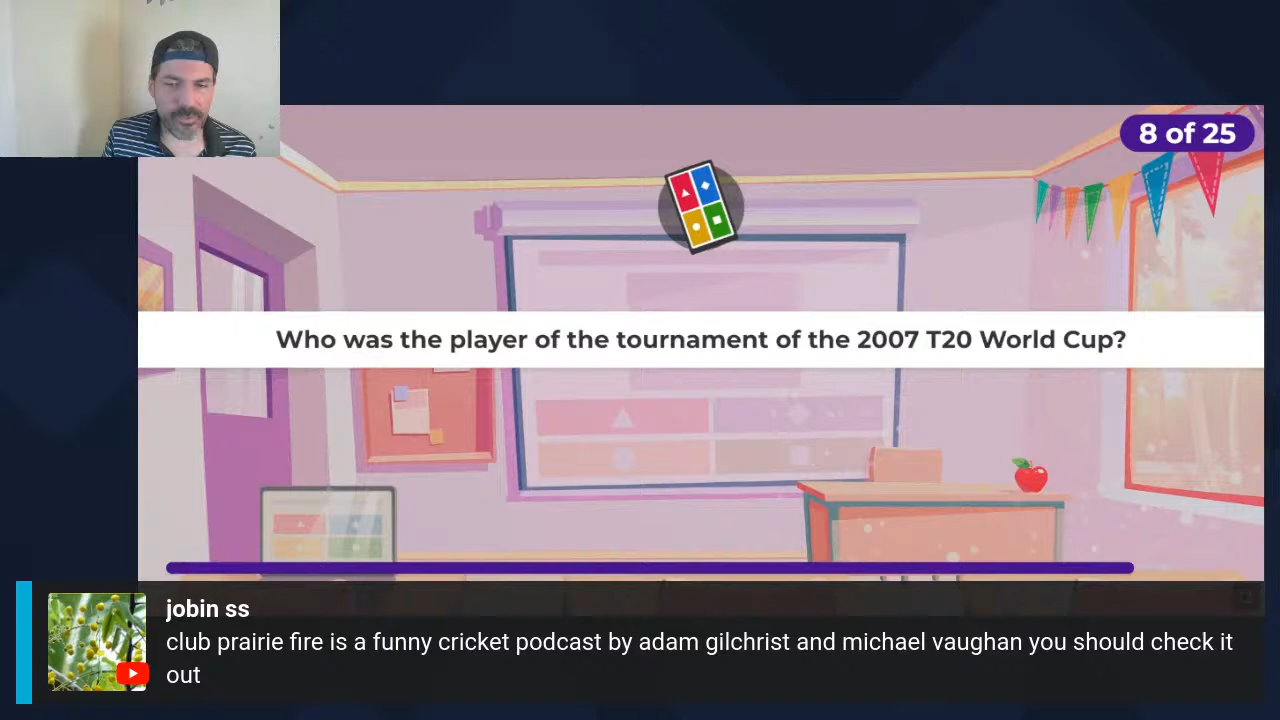 8 of 25
Who was the player of the tournament of the 2007 T20 World Cup?
jobin ss
club prairie fire is a funny cricket podcast by adam gilchrist and michael vaughan you should check it
out